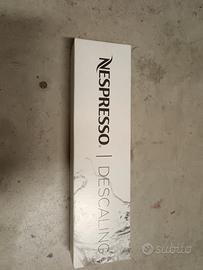 NESPRESSO. | DESCALING
subito